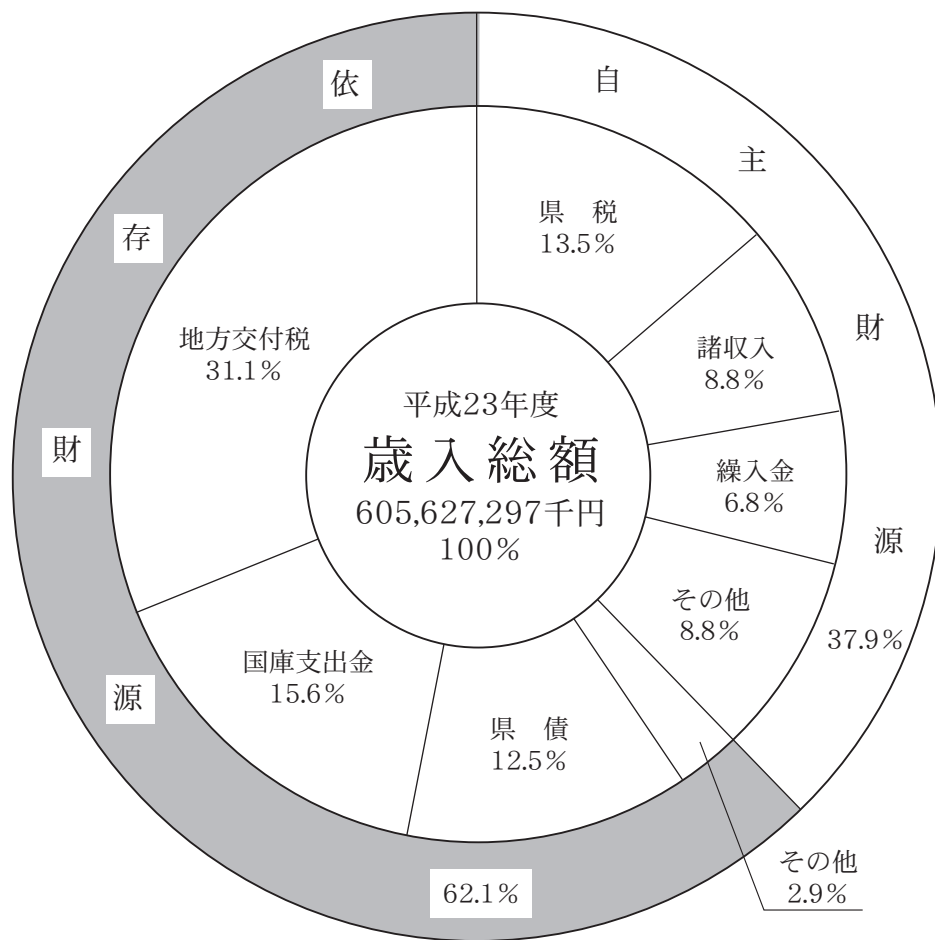 平成23年度
歳入総額
605,627,297千円
100%
自主財源
37.9%
県　税
13.5%
諸収入
8.8%
繰入金
6.8%
その他
8.8%
依存財源
62.1%
その他
2.9%
県　債
12.5%
国庫支出金
15.6%
地方交付税
31.1%